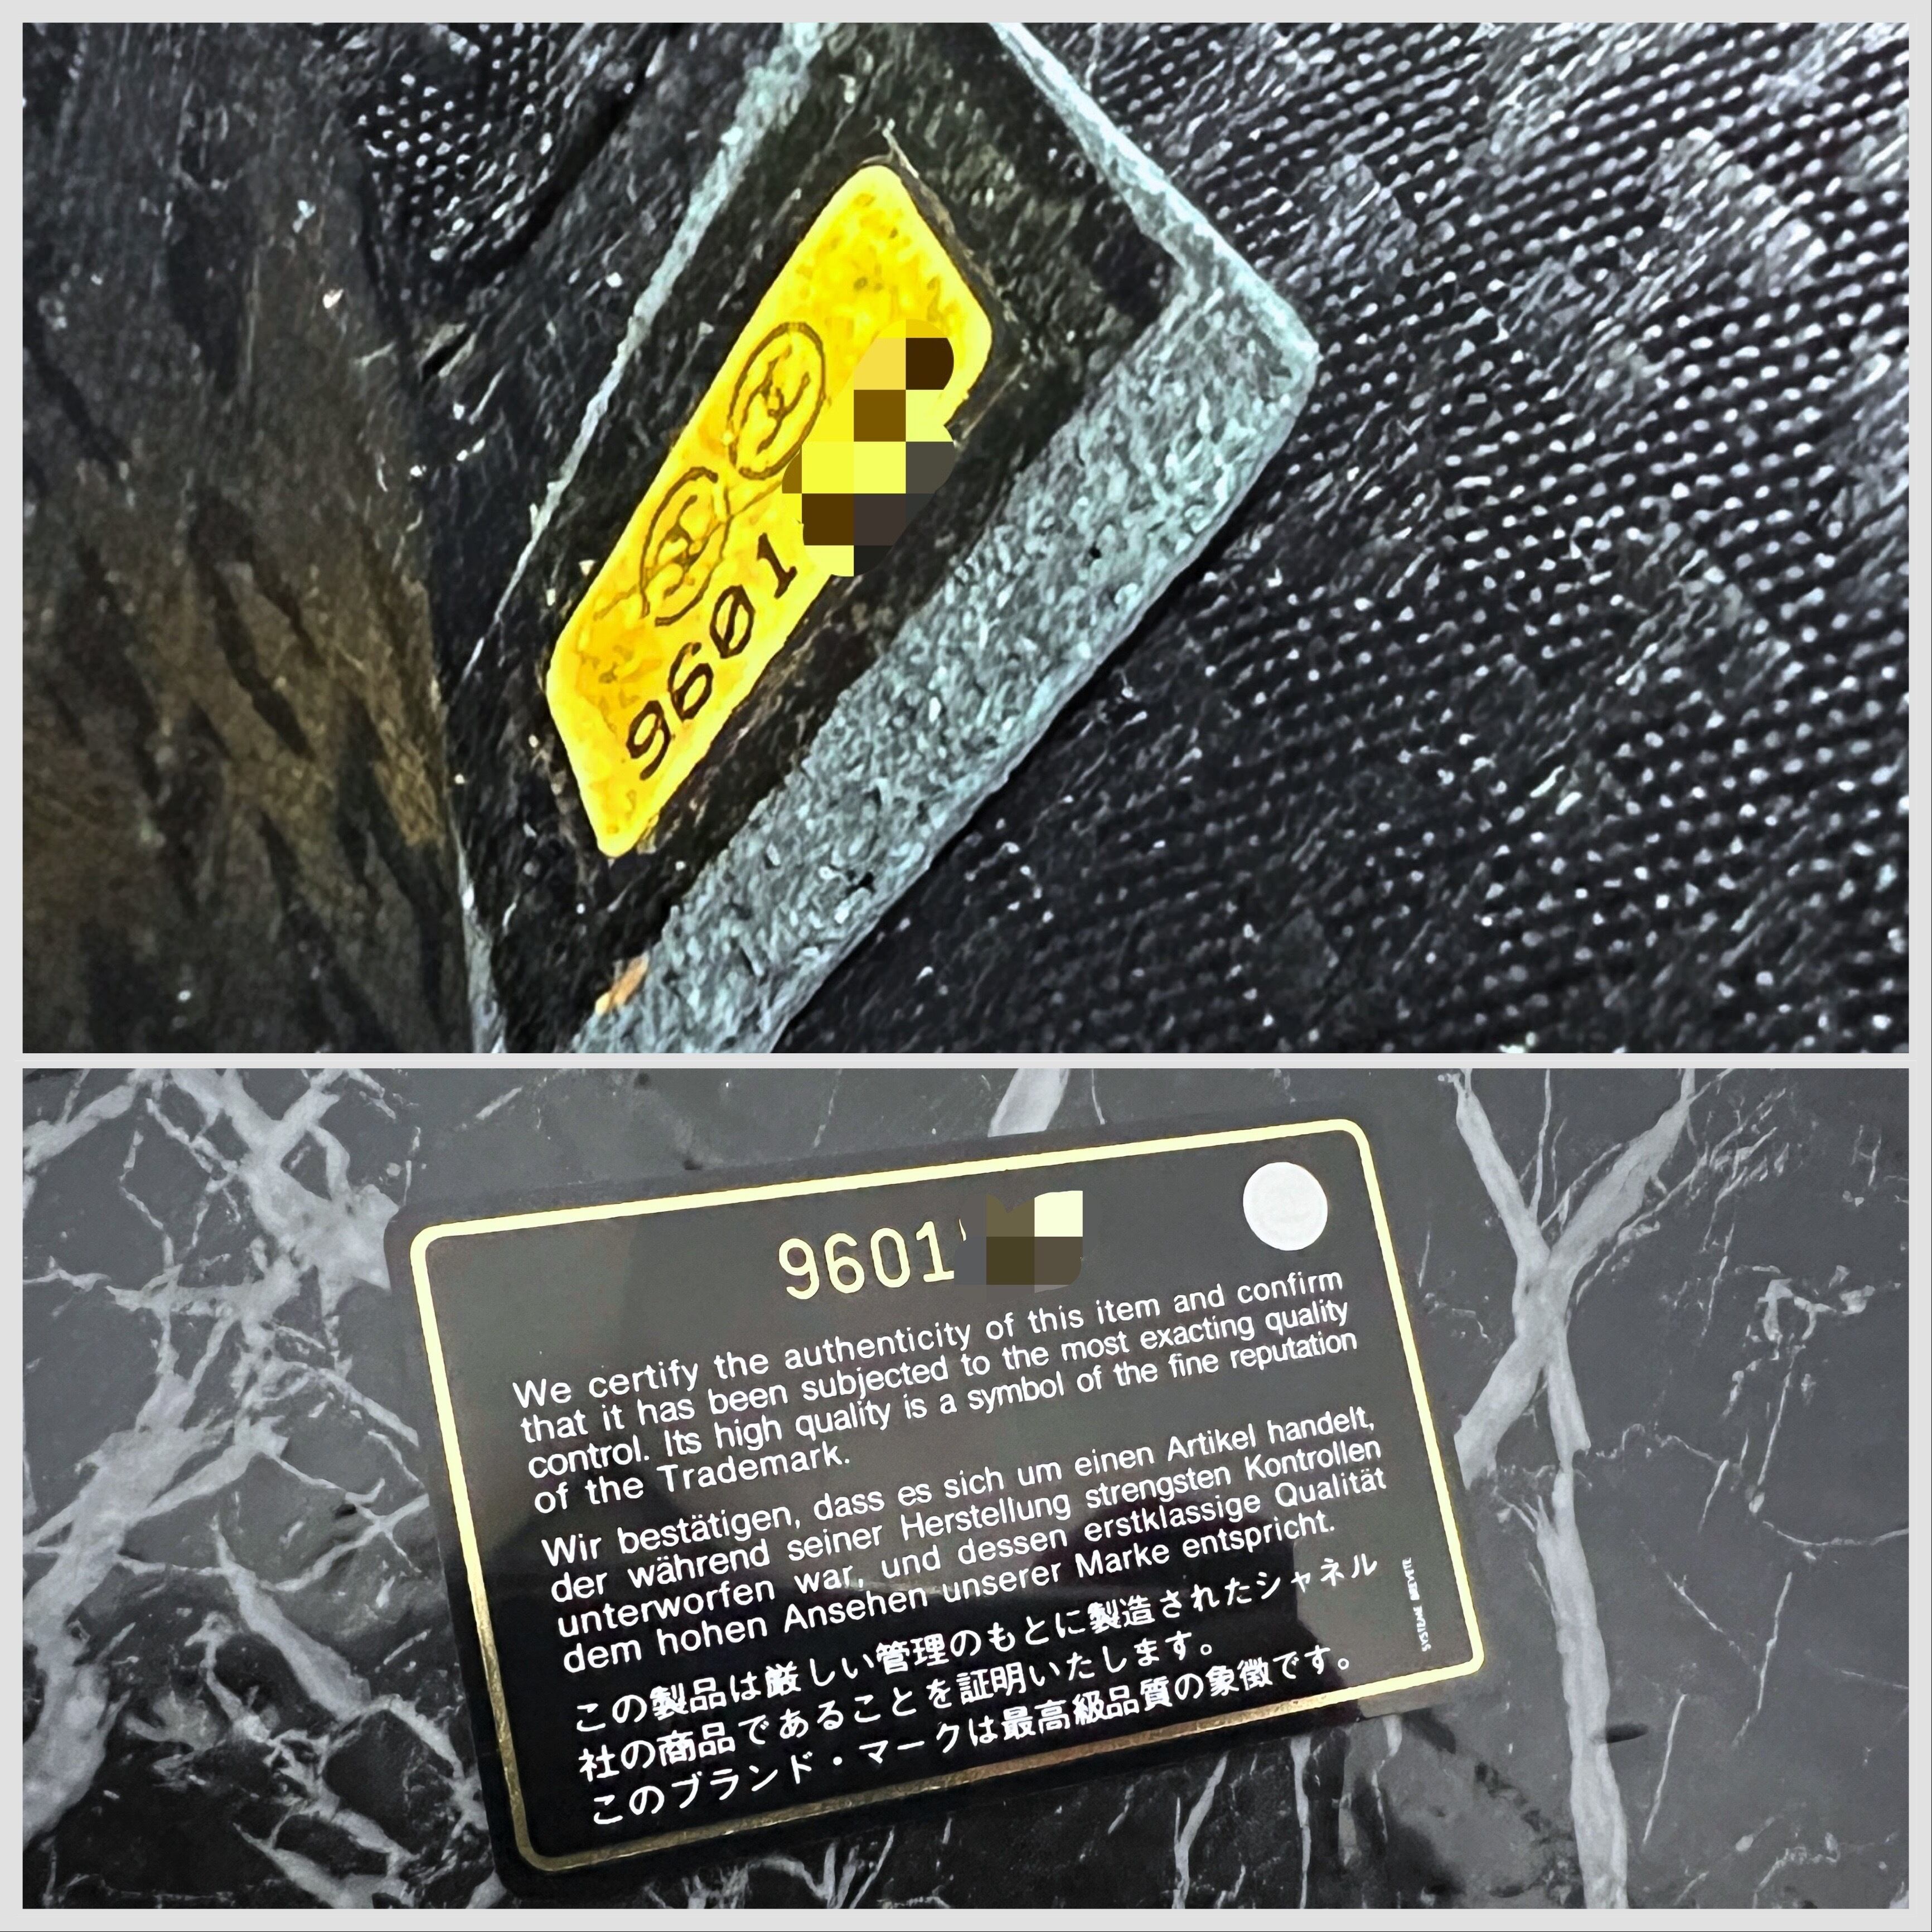 9601
9601
We certify the authenticity of this item and confirm
that it has been subjected to the most exacting quality
control. Its high quality is a symbol of the fine reputation
of the Trademark.
Wir bestätigen, dass es sich um einen Artikel handelt,
der während seiner Herstellung strengsten Kontrollen
unterworfen war, und dessen erstklassige Qualität
dem hohen Ansehen unserer Marke entspricht.
この製品は厳しい管理のもとに製造されたシャネル
社の商品であることを証明いたします。
このブランド・マークは最高級品質の象徴です。